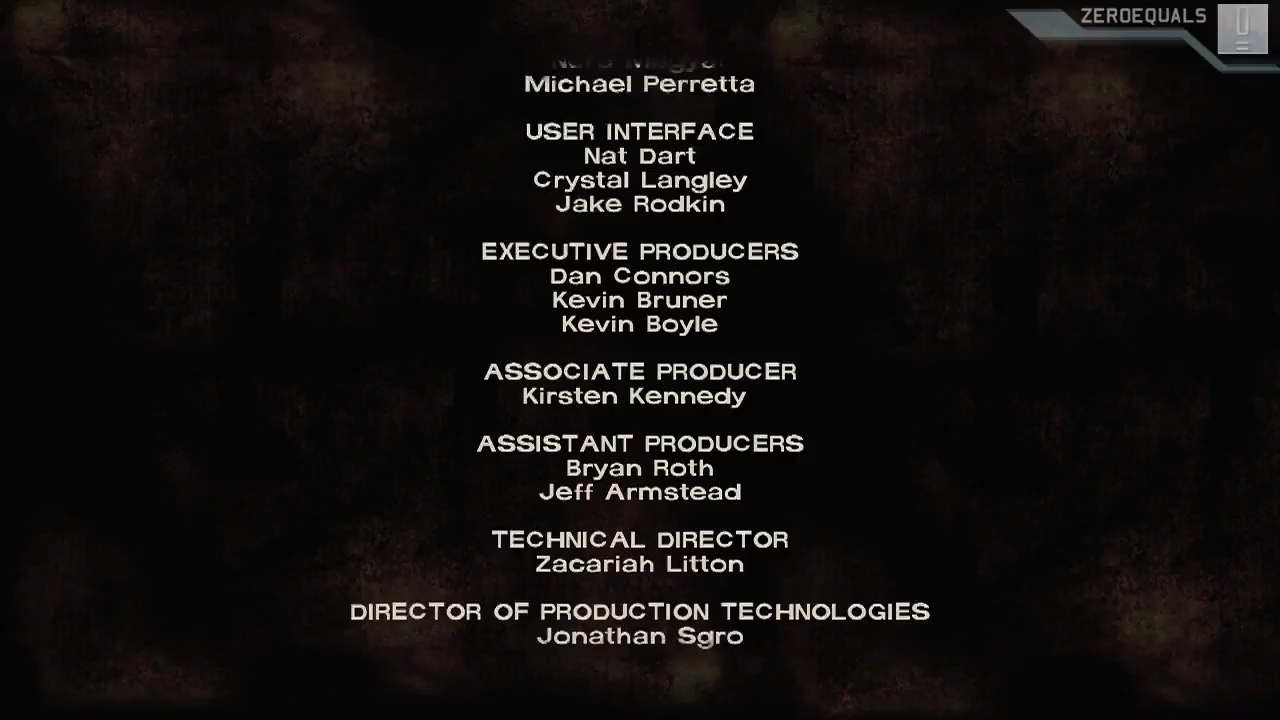 ZEROEQUALS
Michael Perretta
USER INTERFACE
Nat Dart
Crystal Langley
Jake Rodkin
EXECUTIVE PRODUCERS
Dan Connors
Kevin Bruner
Kevin Boyle
ASSOCIATE PRODUCER
Kirsten Kennedy
ASSISTANT PRODUCERS
Bryan Roth
Jeff Armstead
TECHNICAL DIRECTOR
Zacariah Litton
DIRECTOR OF PRODUCTION TECHNOLOGIES
Jonathan Sgro